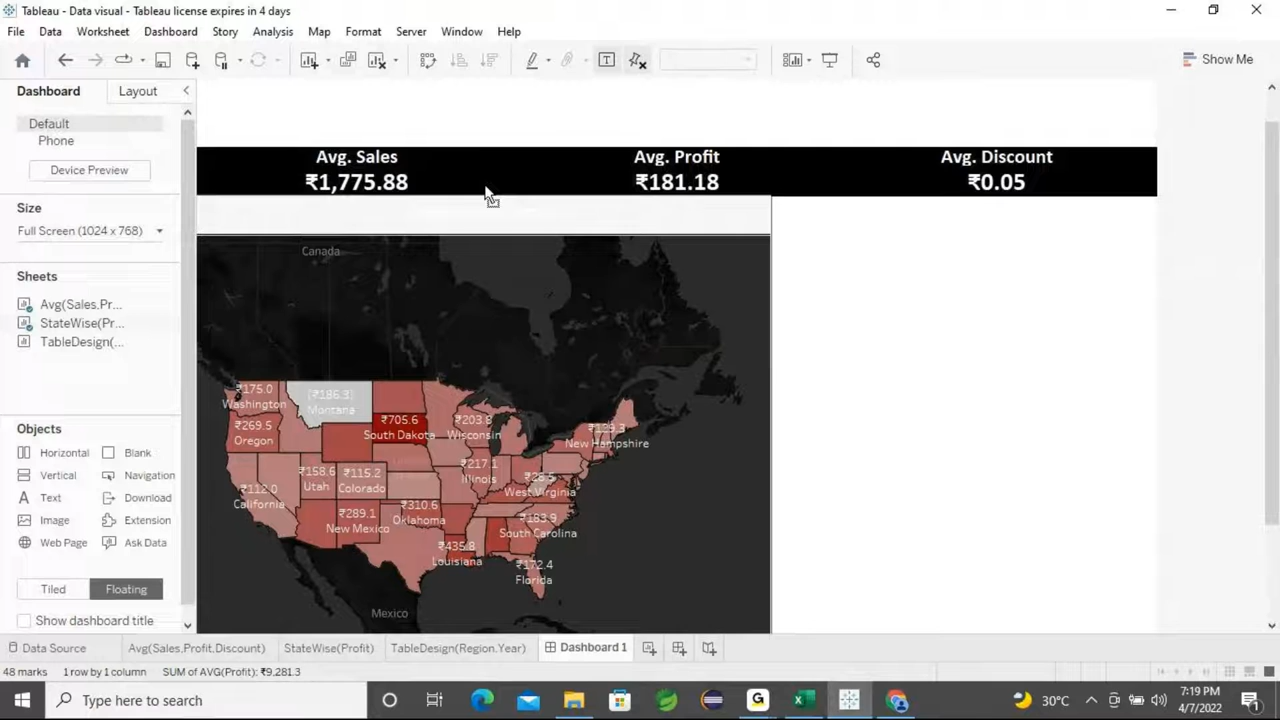 Tableau - Data visual - Tableau license expires in 4 days
File Data Worksheet Dashboard Story Analysis Map Format Server Window Help
Show Me
Dashboard Layout
Default
Phone
Device Preview
Size
Full Screen (1024 x 768)
Sheets
Avg(Sales,Pr...
StateWise(Pr...
TableDesign(...
Objects
Horizontal Blank
Vertical Navigation
Text Download
Image Extension
Web Page Ask Data
Tiled Floating
Show dashboard title
Avg. Sales Avg. Profit Avg. Discount
₹1,775.88 ₹181.18 ₹0.05
Canada
₹175.0
Washington
(₹186.3)
Montana
₹269.5
Oregon
₹705.6
South Dakota
Wisconsin
New Hampshire
₹158.6
Utah
₹115.2
Colorado
₹217.1
Illinois
West Virginia
₹112.0
California
₹289.1
New Mexico
₹310.6
Oklahoma
₹183.9
South Carolina
₹435.8
Louisiana
₹172.4
Florida
Mexico
Data Source Avg(Sales,Profit,Discount) StateWise(Profit) TableDesign(Region.Year) Dashboard 1
48 marks 1 row by 1 column SUM of AVG(Profit): ₹9,281.3
Type here to search
30°C
7:19 PM
4/7/2022